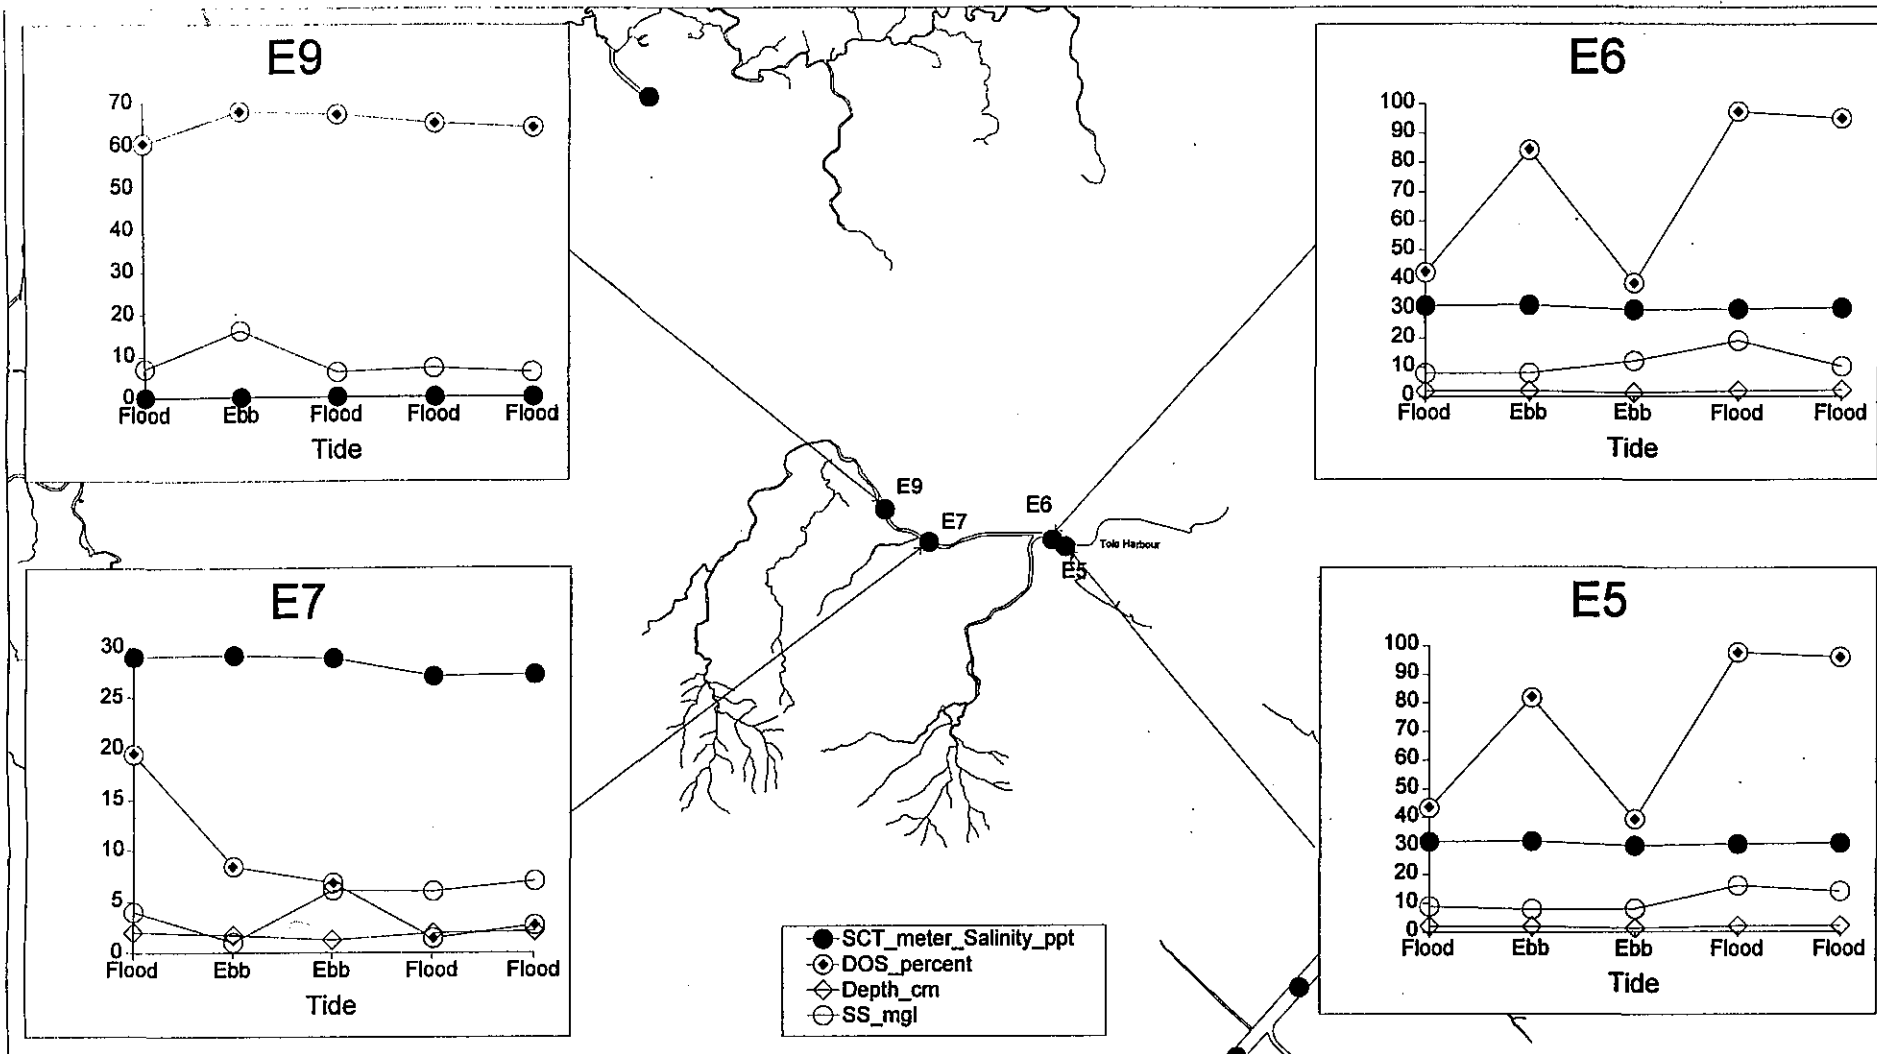 E9
70
60
50
40
30
20
10
0
Flood Ebb Flood Flood Flood
Tide
E6
100
90
80
70
60
50
40
30
20
10
0
Flood Ebb Ebb Flood Flood
Tide
E9
E7
E6
E5
Tolo Harbour
E7
30
25
20
15
10
5
0
Flood Ebb Ebb Flood Flood
Tide
E5
100
90
80
70
60
50
40
30
20
10
0
Flood Ebb Ebb Flood Flood
Tide
SCT_meter_Salinity_ppt
DOS_percent
Depth_cm
SS_mgl